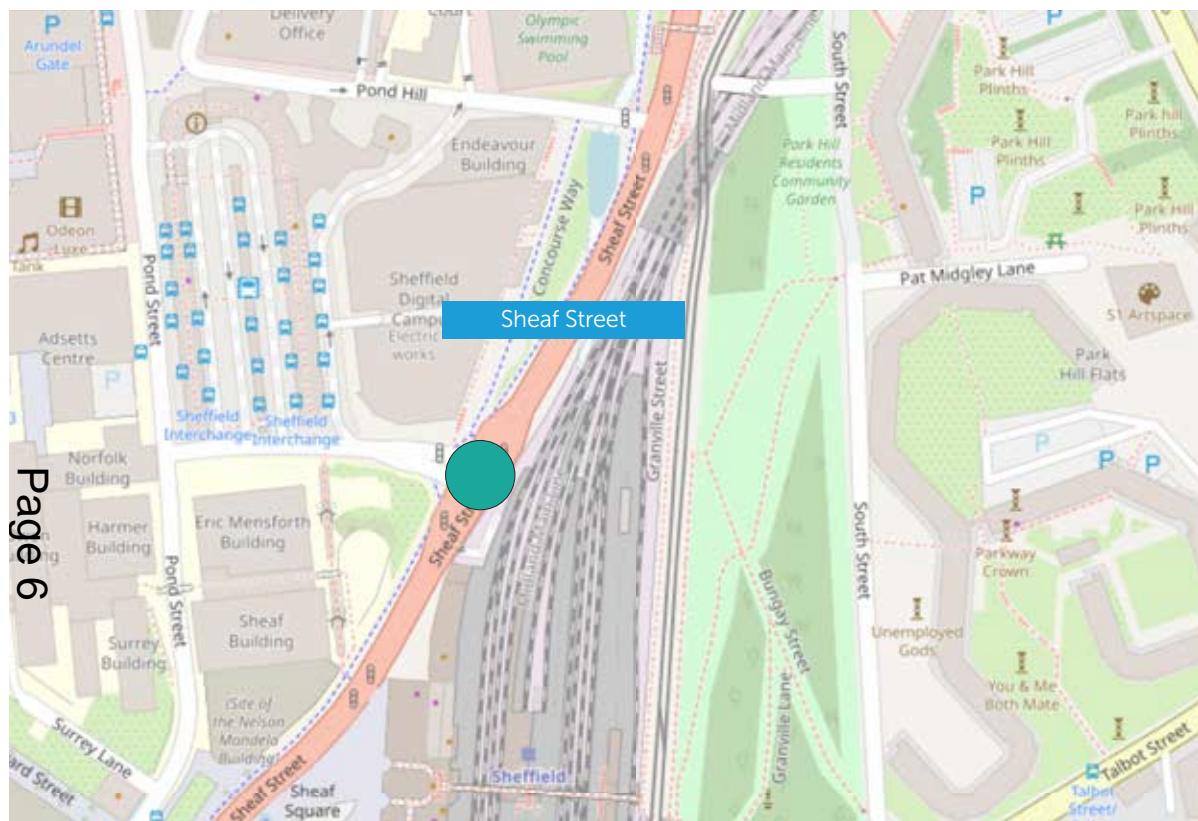 Delivery
Office
Court
Olympic
Swimming
Pool
P
Arundel
Gate
Pond Hill
Endeavour
Building
South Street
P
Park Hill
Plinths
Park Hill
Plinths
Park hill
Plinths
Park Hill
Residents
Community
Garden
P
Park Hill
Plinths
Odeon
Luxe
Tank
Pond Street
Concourse Way
Sheaf Street
Sheffield
Digital
Campus
Electric
works
Sheaf Street
Pat Midgley Lane
S1 Artspace
Adsetts
Centre
P
Park
Hill Flats
Sheffield
Interchange
Sheffield
Interchange
Granville Street
3
Norfolk
Building
P
P
P
Page 6
Harmer
Building
Eric Mensforth
Building
Sheaf
South Street
Parkway
Crown
Pond Street
Sheaf
Building
Surrey
Building
Bungay Street
Unemployed
Gods
You & Me
Both Mate
(Site of
the Nelson
Mandela
Building)
Granville Lane
Surrey Lane
Sheaf Street
Sheaf
Square
Sheffield
Talbot Street
Talbot
Street/